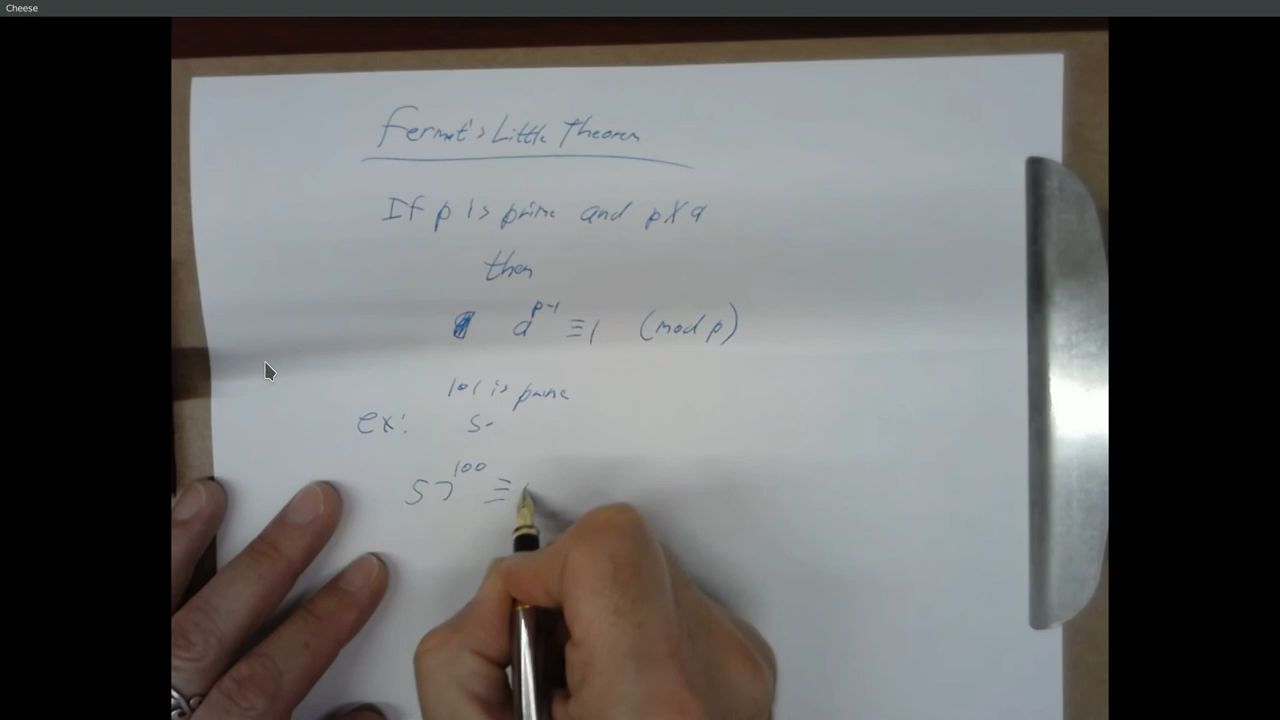 Cheese
Fermat's Little Theorem
If p is prime and p∤a
then
a^{p-1} ≡ 1 (mod p)
101 is prime
ex: 5-
57^{100} ≡ 1